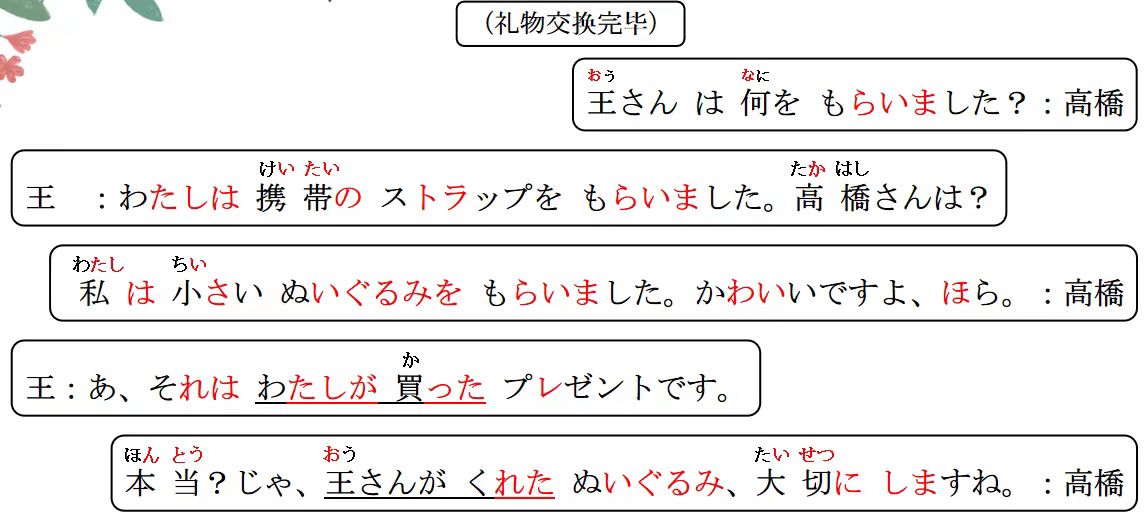 （礼物交换完毕）
おう なに
王さん は 何を もらいました？：高橋
けい たい たか はし
王 ：わたしは 携 帯の ストラップを もらいました。高 橋さんは？
わたし ちい
私 は 小さい ぬいぐるみを もらいました。かわいいですよ、ほら。：高橋
か
王：あ、それは わたしが 買った プレゼントです。
ほん とう おう たい せつ
本 当？じゃ、王さんが くれた ぬいぐるみ、大 切に しますね。：高橋